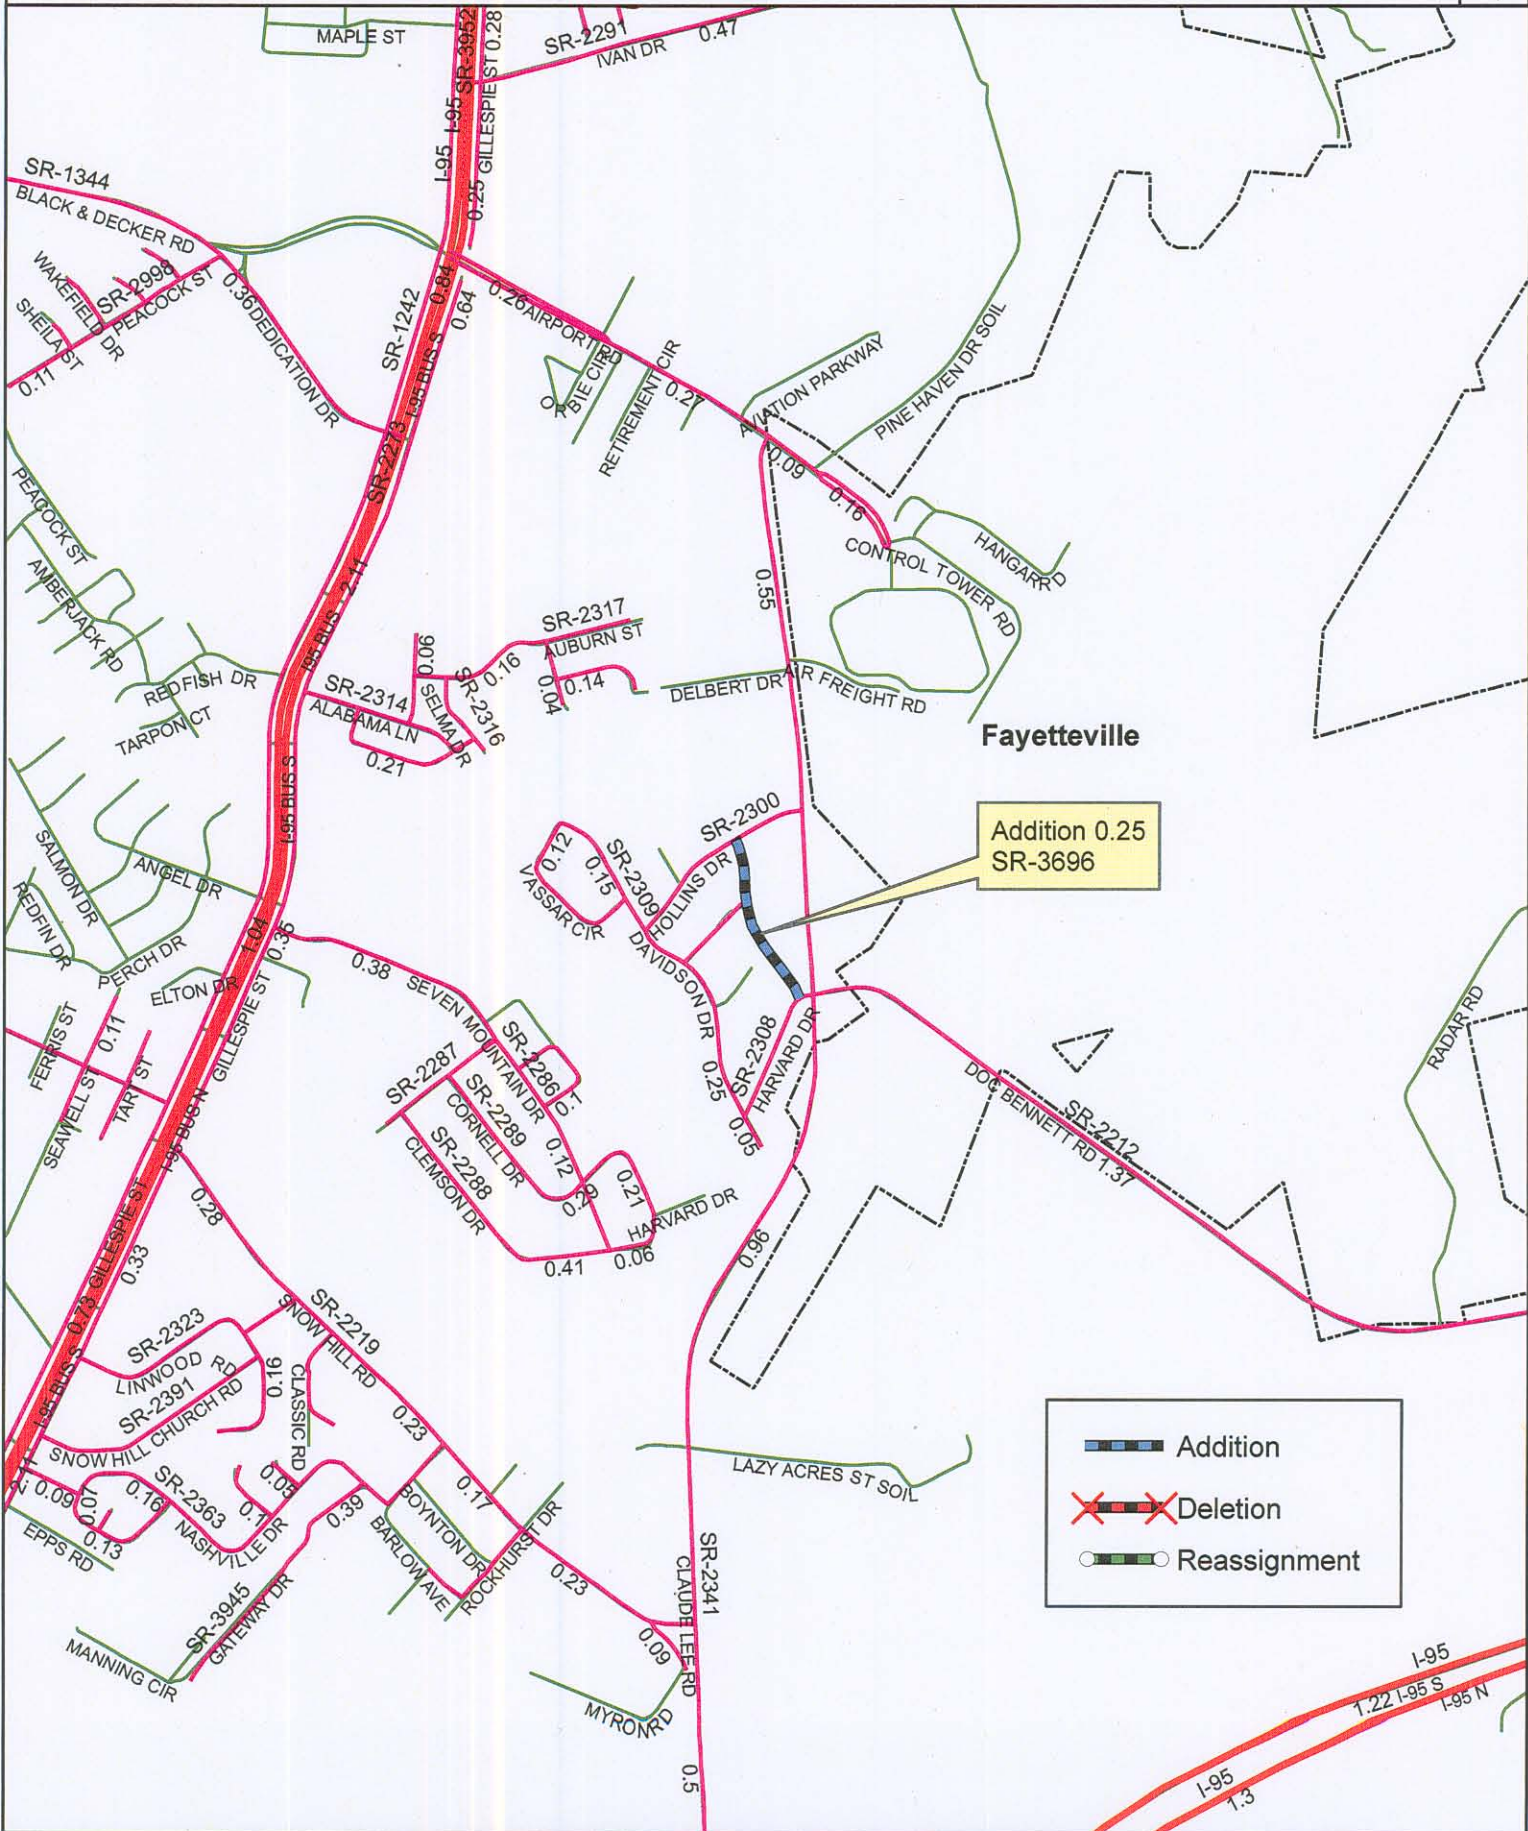 MAPLE ST
SR-3952
GILLESPIE ST 0.28
SR-2291
IVAN DR
0.47
I-95
I-95
0.25
SR-1344
BLACK & DECKER RD
WAKEFIELD DR
SR-2998
PEACOCK ST
SHEILA ST
0.11
0.36
DEDICATION DR
SR-1242
0.84
0.64
I-95 BUS S
SR-2273
0.26
AIRPORT RD
BIE CIR
RETIREMENT CIR
0.27
AVIATION PARKWAY
PINE HAVEN DR SOIL
0.09
0.16
CONTROL TOWER RD
HANGAR RD
0.55
PEACOCK ST
AMBERJACK RD
REDFISH DR
TARPON CT
I95 BUS
2.11
SR-2314
ALABAMA LN
0.06
SELMA DR
SR-2316
0.16
SR-2317
AUBURN ST
0.04
0.14
0.21
DELBERT DR
AIR FREIGHT RD
Fayetteville
I-95 BUS S
SALMON DR
REDFIN DR
ANGEL DR
PERCH DR
ELTON DR
1.04
0.35
GILLESPIE ST
SR-2300
HOLLINS DR
SR-2309
0.12
0.15
VASSAR CIR
DAVIDSON DR
Addition 0.25
SR-3696
0.25
SR-2308
HARVARD DR
0.05
0.38
SEVEN MOUNTAIN DR
SR-2286
0.1
SR-2287
SR-2289
CORNELL DR
SR-2288
CLEMSON DR
0.12
0.29
0.21
HARVARD DR
0.41
0.06
FERRIS ST
SEAWELL ST
0.11
TART ST
I-95 BUS N
DOC BENNETT RD 1.37
SR-2212
RADAR RD
0.96
0.28
GILLESPIE ST
0.33
0.73
I-95 BUS S
SR-2323
LINWOOD RD
SR-2391
SNOW HILL CHURCH RD
0.16
CLASSIC RD
SR-2219
SNOW HILL RD
0.23
2.11
0.09
0.07
0.16
0.13
SR-2363
NASHVILLE DR
0.1
0.05
0.39
EPPS RD
SR-3945
GATEWAY DR
MANNING CIR
BOYNTON DR
BARLOW AVE
ROCKHURST DR
0.17
0.23
0.09
MYRON RD
SR-2341
CLAUDE LEE RD
0.5
LAZY ACRES ST SOIL
Addition
Deletion
Reassignment
I-95
1.22 I-95 S
I-95 N
I-95
1.3